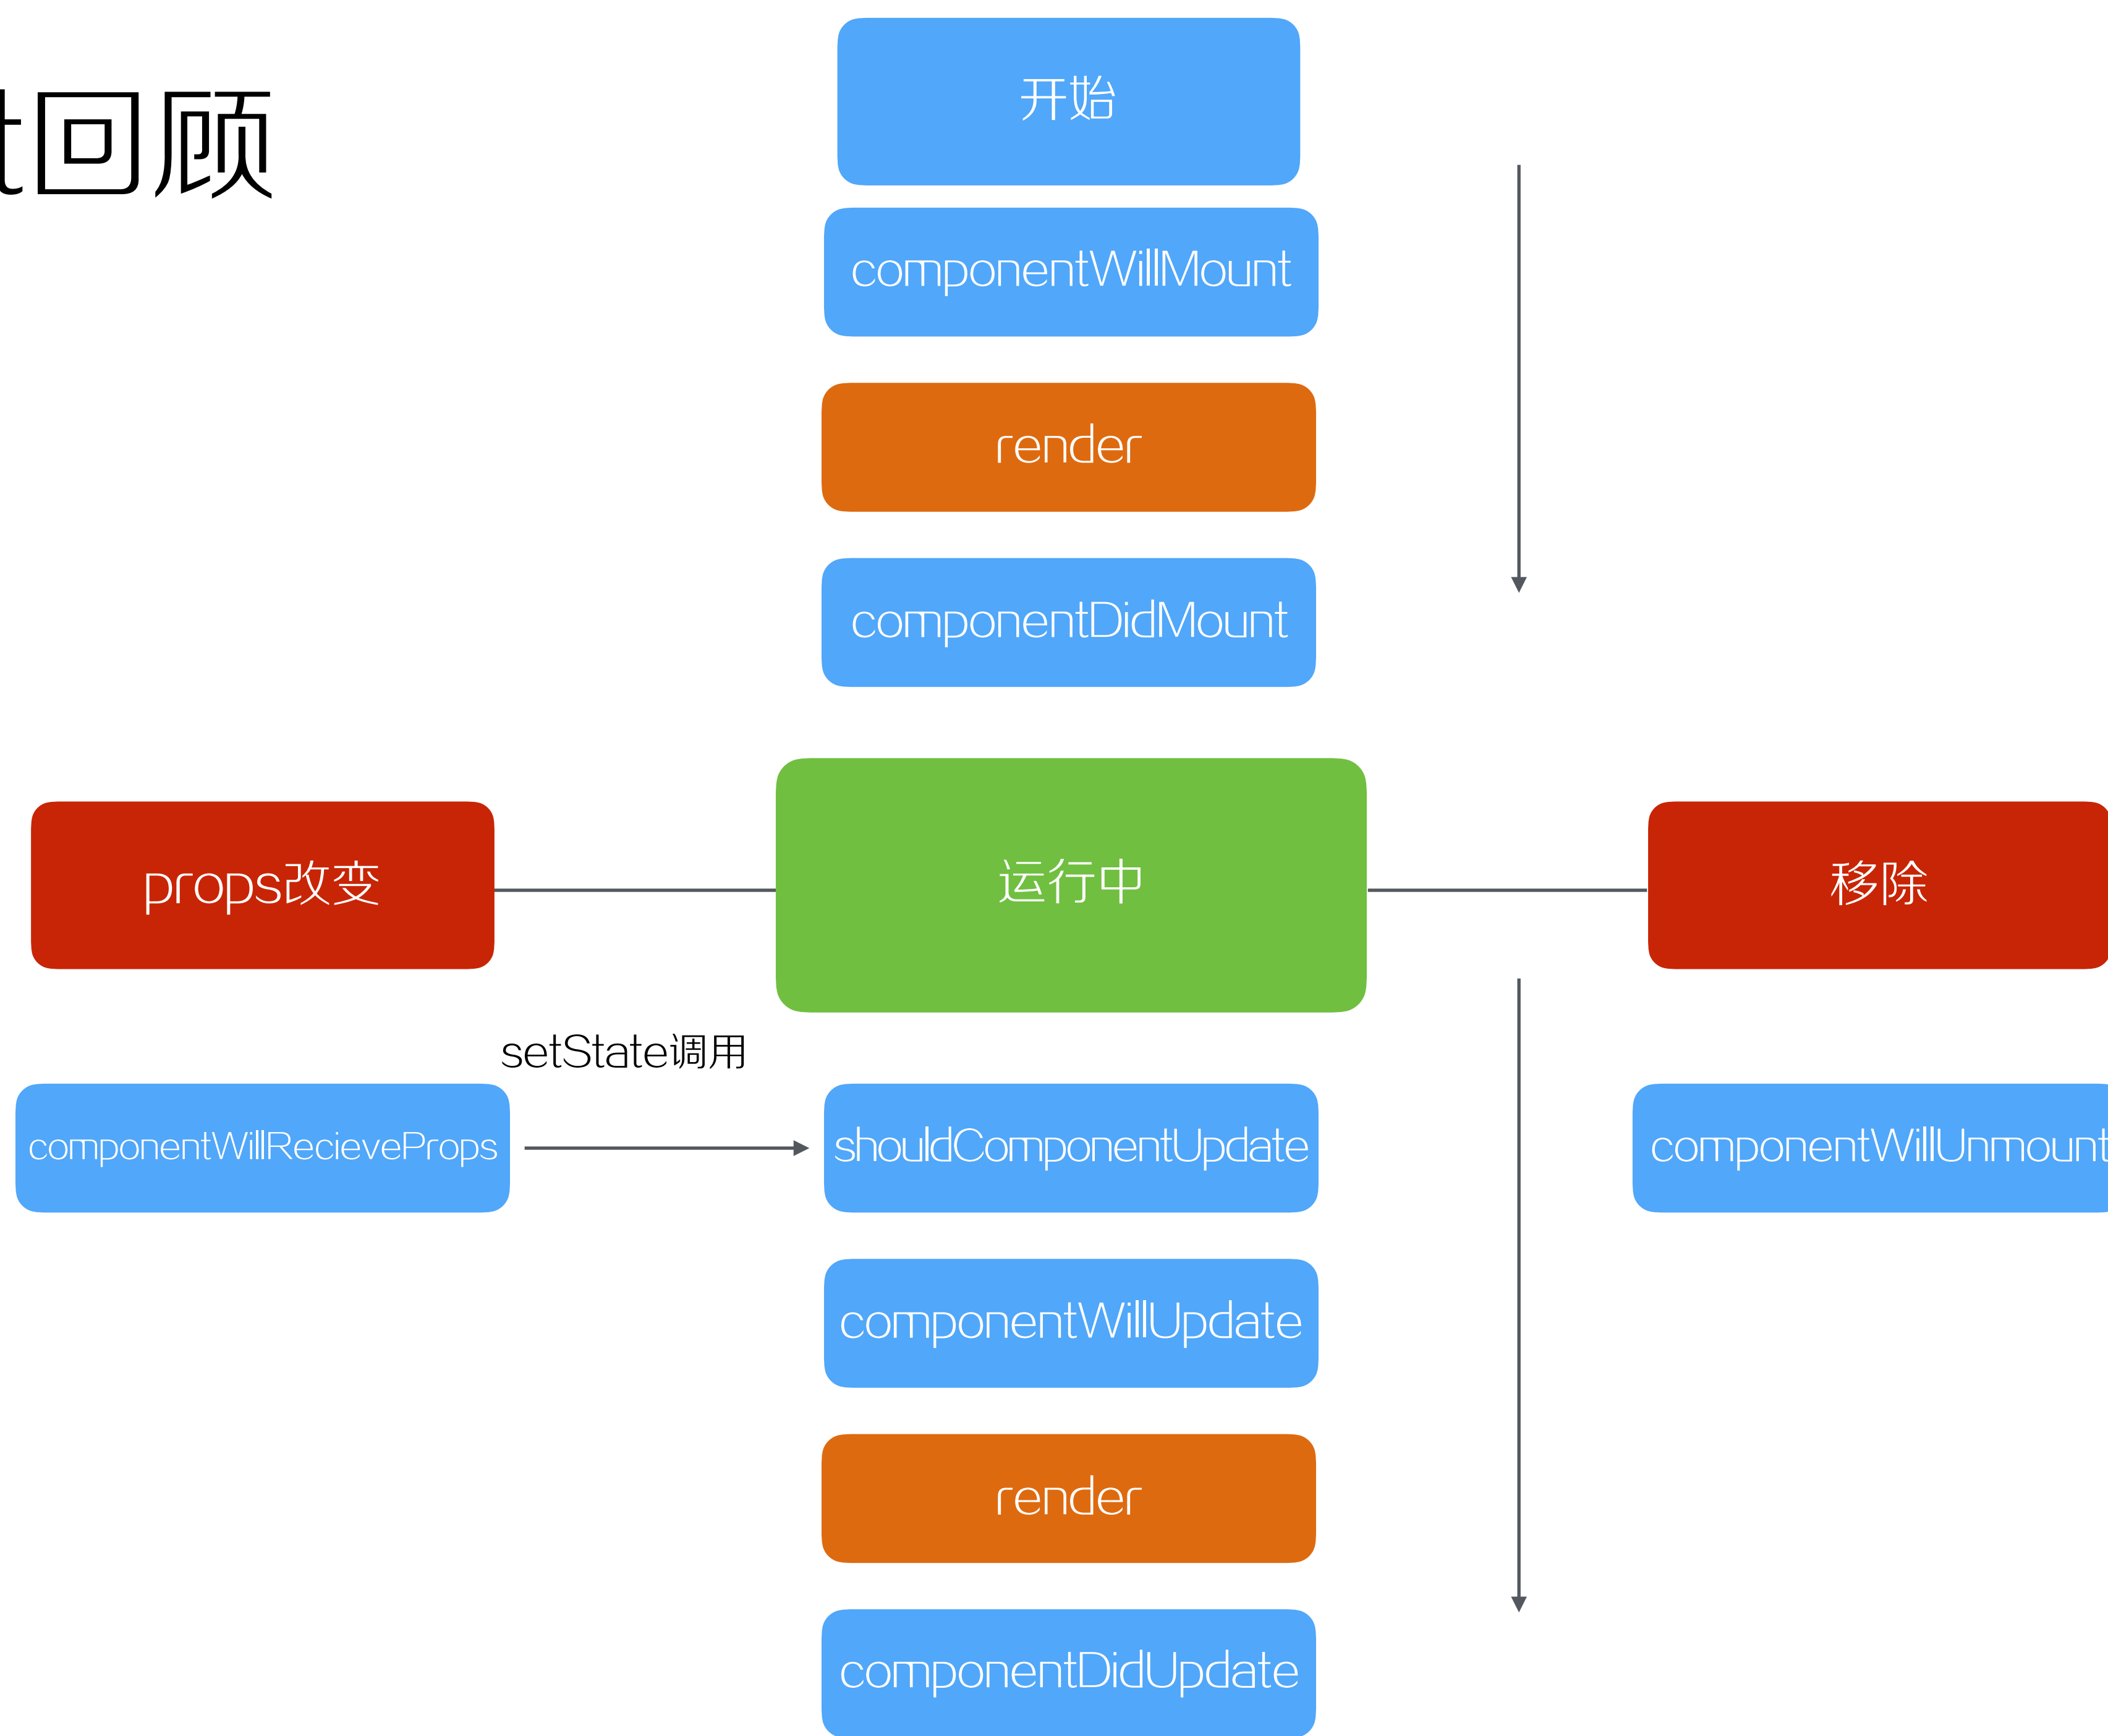 t回顾
开始
componentWillMount
render
componentDidMount
props改变
运行中
移除
setState调用
componentWillRecieveProps
shouldComponentUpdate
componentWillUnmount
componentWillUpdate
render
componentDidUpdate